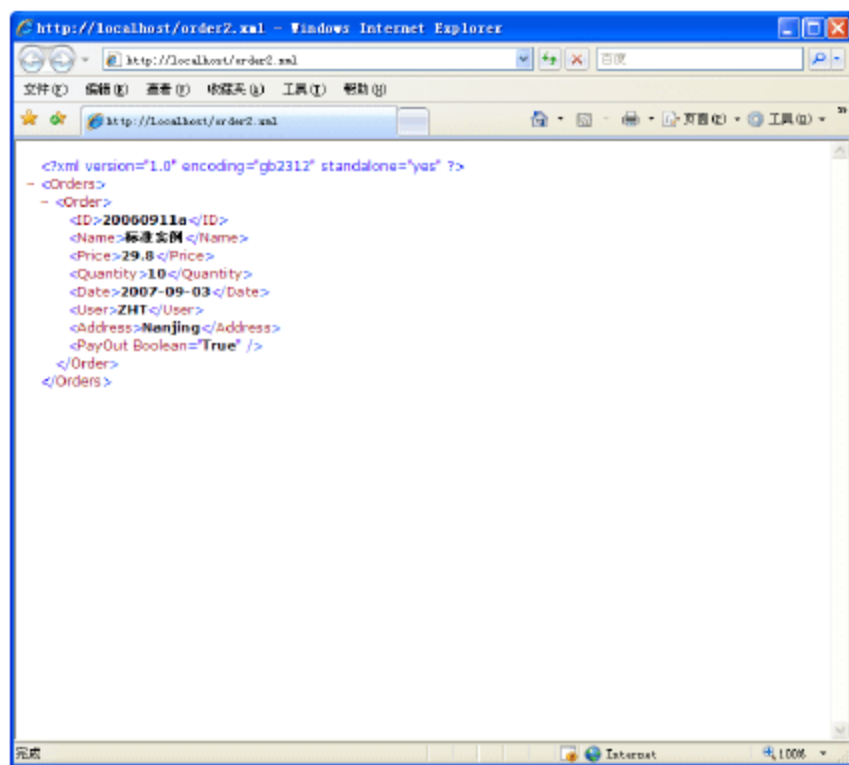 http://localhost/order2.xml - Windows Internet Explorer
http://localhost/order2.xml 百度
文件(F) 编辑(E) 查看(V) 收藏夹(A) 工具(T) 帮助(H)
http://localhost/order2.xml 页面(P) 工具(O) »
<?xml version="1.0" encoding="gb2312" standalone="yes" ?>
- <Orders>
- <Order>
<ID>20060911a</ID>
<Name>标准实例</Name>
<Price>29.8</Price>
<Quantity>10</Quantity>
<Date>2007-09-03</Date>
<User>ZHT</User>
<Address>Nanjing</Address>
<PayOut Boolean="True" />
</Order>
</Orders>
完成 Internet 100%